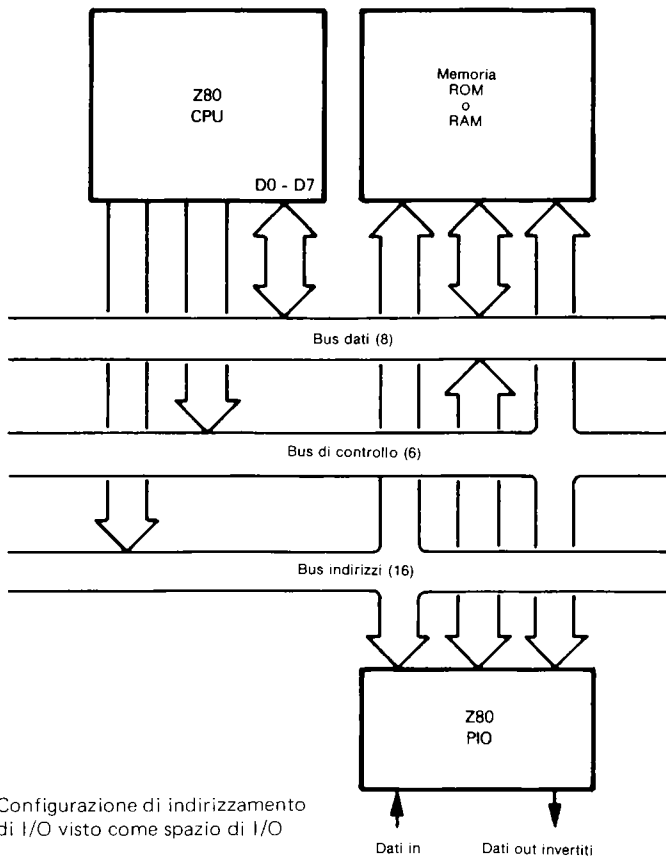 Z80
CPU
D0 - D7
Memoria
ROM
o
RAM
Bus dati (8)
Bus di controllo (6)
Bus indirizzi (16)
Z80
PIO
Configurazione di indirizzamento
di I/O visto come spazio di I/O
Dati in
Dati out invertiti